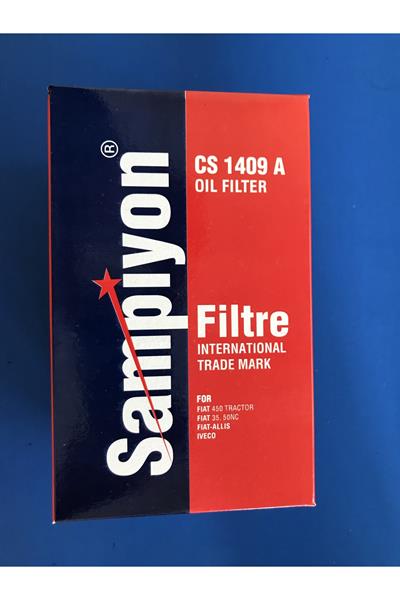 Sampiyon®
CS 1409 A
OIL FILTER
Filtre
INTERNATIONAL
TRADE MARK
FOR
FIAT 450 TRACTOR
FIAT 35. 50NC
FIAT-ALLIS
IVECO